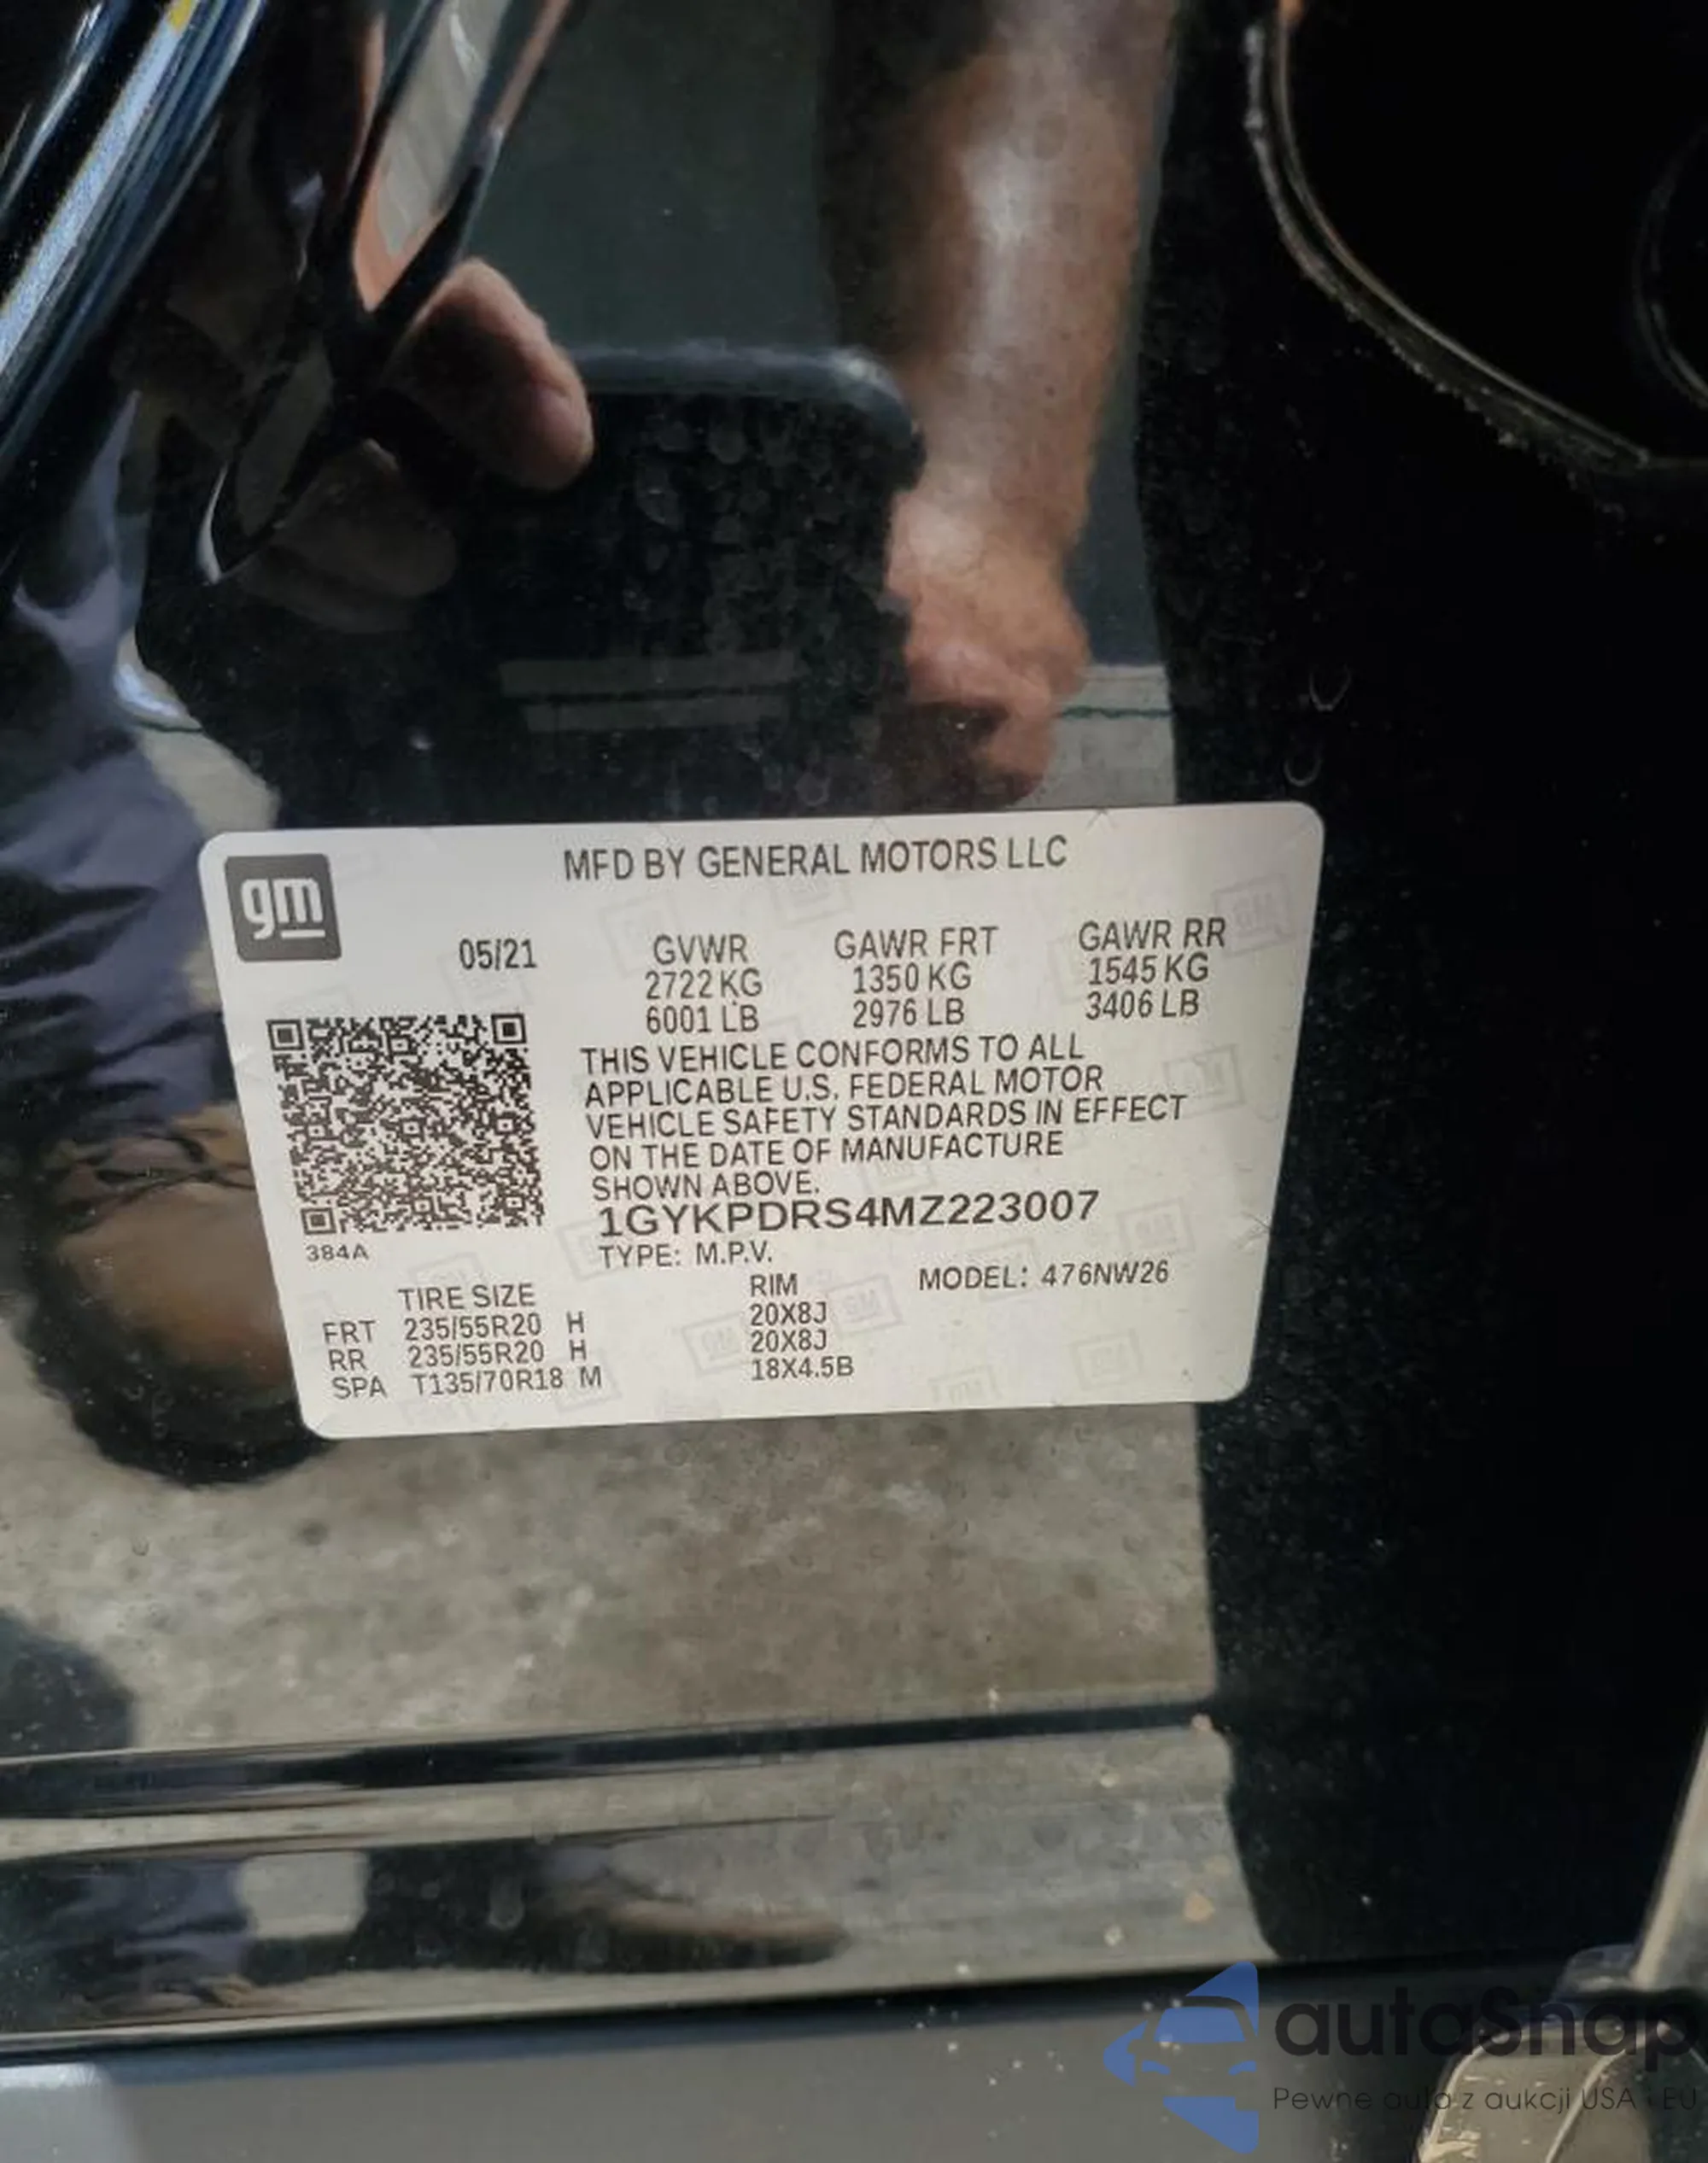 gm
MFD BY GENERAL MOTORS LLC
05/21 GVWR GAWR FRT GAWR RR
2722 KG 1350 KG 1545 KG
6001 LB 2976 LB 3406 LB
THIS VEHICLE CONFORMS TO ALL
APPLICABLE U.S. FEDERAL MOTOR
VEHICLE SAFETY STANDARDS IN EFFECT
ON THE DATE OF MANUFACTURE
SHOWN ABOVE.
1GYKPDRS4MZ223007
384A
TYPE: M.P.V.
TIRE SIZE RIM MODEL: 476NW26
FRT 235/55R20 H 20X8J
RR 235/55R20 H 20X8J
SPA T135/70R18 M 18X4.5B
autaSnap
Pewne auta z aukcji USA i EU